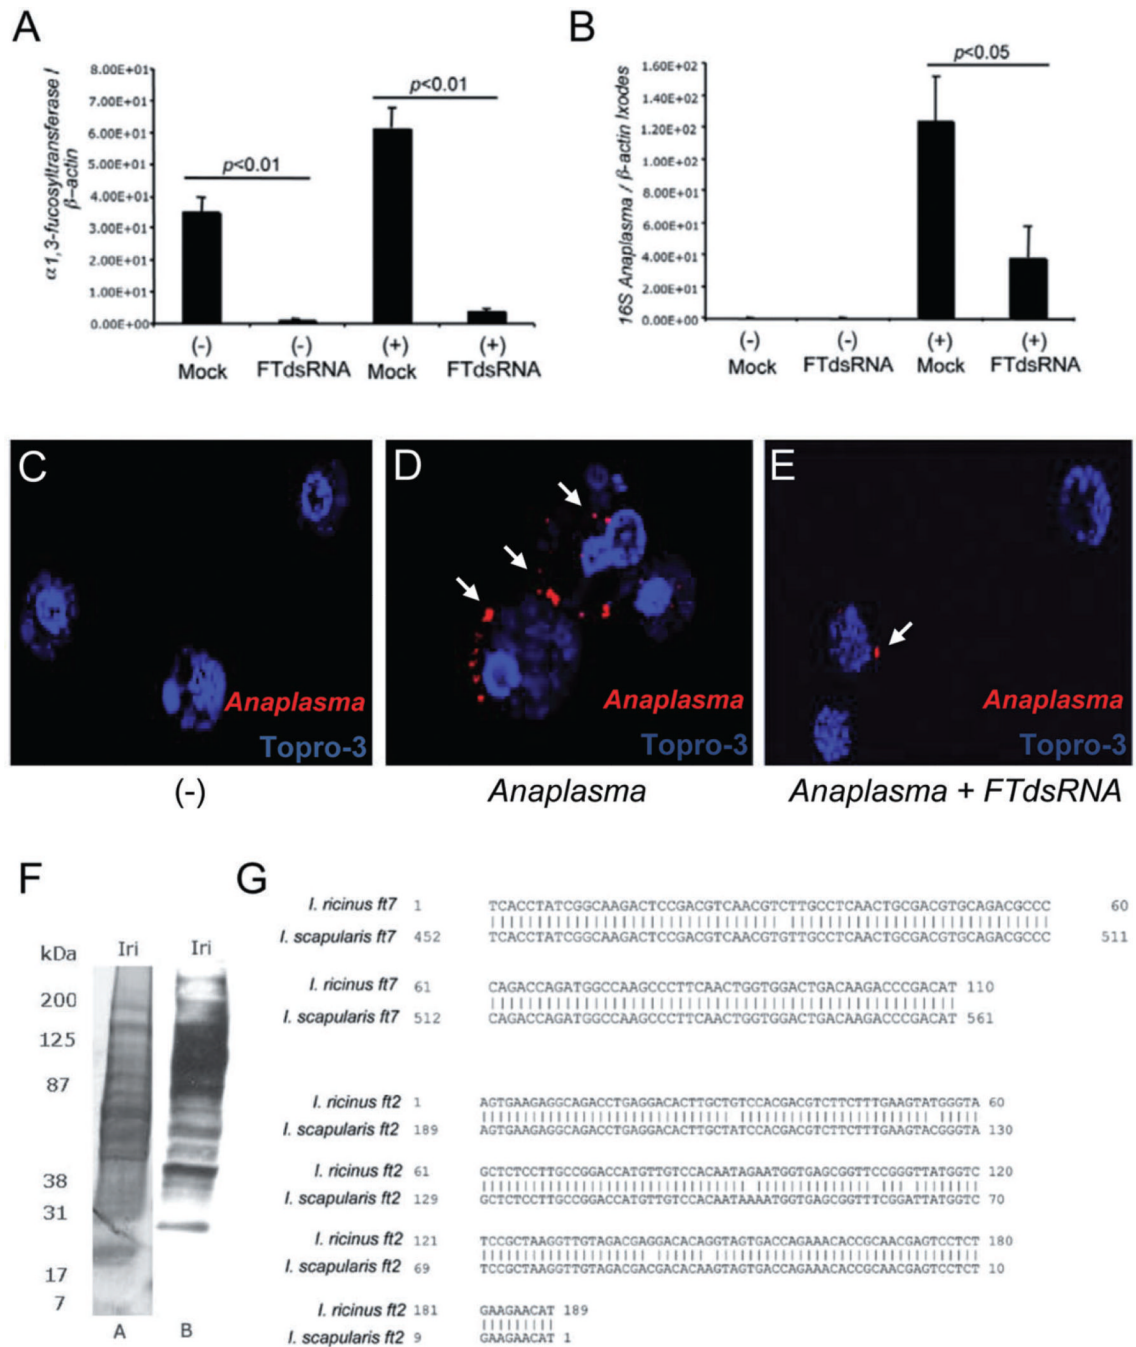 A
α1,3-fucosyltransferase /
β-actin
8.00E+01
7.00E+01
6.00E+01
5.00E+01
4.00E+01
3.00E+01
2.00E+01
1.00E+01
0.00E+00
p<0.01
p<0.01
(-) (-) (+) (+)
Mock FTdsRNA Mock FTdsRNA
B
16S Anaplasma / β-actin Ixodes
1.60E+02
1.40E+02
1.20E+02
1.00E+02
8.00E+01
6.00E+01
4.00E+01
2.00E+01
0.00E+00
p<0.05
(-) (-) (+) (+)
Mock FTdsRNA Mock FTdsRNA
C
Anaplasma
Topro-3
(-)
D
Anaplasma
Topro-3
Anaplasma
E
Anaplasma
Topro-3
Anaplasma + FTdsRNA
F
kDa Iri Iri
200
125
87
38
31
17
7
A B
G
I. ricinus ft7 1 TCACCTATCGGCAAGACTCCGACGTCAACGTCTTGCCTCAACTGCGACGTGCAGACGCCC 60
I. scapularis ft7 452 TCACCTATCGGCAAGACTCCGACGTCAACGTGTTGCCTCAACTGCGACGTGCAGACGCCC 511
I. ricinus ft7 61 CAGACCAGATGGCCAAGCCCTTCAACTGGTGGACTGACAAGACCCGACAT 110
I. scapularis ft7 512 CAGACCAGATGGCCAAGCCCTTCAACTGGTGGACTGACAAGACCCGACAT 561
I. ricinus ft2 1 AGTGAAGAGGCAGACCTGAGGACACTTGCTGTCCACGACGTCTTCTTTGAAGTATGGGTA 60
I. scapularis ft2 189 AGTGAAGAGGCAGACCTGAGGACACTTGCTATCCACGACGTCTTCTTTGAAGTACGGGTA 130
I. ricinus ft2 61 GCTCTCCTTGCCGGACCATGTTGTCCACAATAGAATGGTGAGCGGTTCCGGGTTATGGTC 120
I. scapularis ft2 129 GCTCTCCTTGCCGGACCATGTTGTCCACAATAAAATGGTGAGCGGTTTCGGATTATGGTC 70
I. ricinus ft2 121 TCCGCTAAGGTTGTAGACGAGGACACAGGTAGTGACCAGAAACACCGCAACGAGTCCTCT 180
I. scapularis ft2 69 TCCGCTAAGGTTGTAGACGACGACACAAGTAGTGACCAGAAACACCGCAACGAGTCCTCT 10
I. ricinus ft2 181 GAAGAACAT 189
I. scapularis ft2 9 GAAGAACAT 1